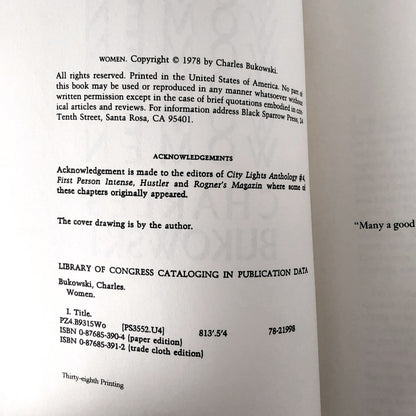 WOMEN. Copyright © 1978 by Charles Bukowski.
All rights reserved. Printed in the United States of America. No part of
this book may be used or reproduced in any manner whatsoever without
written permission except in the case of brief quotations embodied in crit-
ical articles and reviews. For information address Black Sparrow Press, 24
Tenth Street, Santa Rosa, CA 95401.
ACKNOWLEDGEMENTS
Acknowledgement is made to the editors of City Lights Anthology #4,
First Person Intense, Hustler and Rogner's Magazin where some of
these chapters originally appeared.
The cover drawing is by the author.
LIBRARY OF CONGRESS CATALOGING IN PUBLICATION DATA
Bukowski, Charles.
Women.
I. Title.
PZ4.B9315Wo [PS3552.U4] 813'.5'4 78-21998
ISBN 0-87685-390-4 (paper edition)
ISBN 0-87685-391-2 (trade cloth edition)
Thirty-eighth Printing
"Many a good